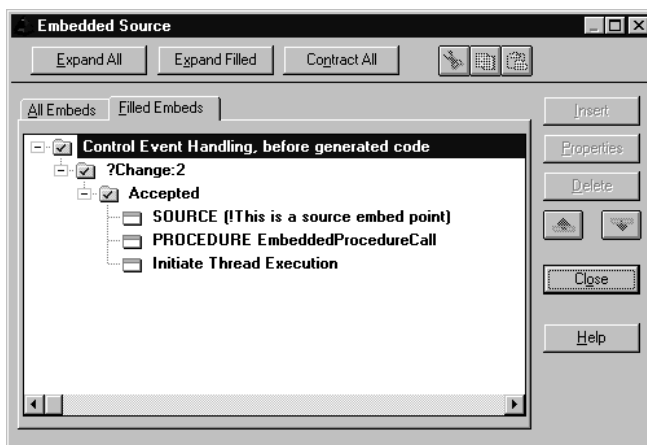 Embedded Source
Expand All
Expand Filled
Contract All
All Embeds
Filled Embeds
Control Event Handling, before generated code
?Change:2
Accepted
SOURCE (!This is a source embed point)
PROCEDURE EmbeddedProcedureCall
Initiate Thread Execution
Insert
Properties
Delete
Close
Help